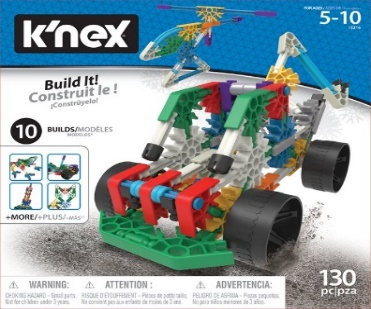 k'nex
FOR AGES
5-10
Build It!
Construit le !
¡Constrúyelo!
10 BUILDS/MODÈLES
MODELOS
+MORE/+PLUS/+MÁS
⚠ WARNING:
CHOKING HAZARD - Small parts.
Not for children under 3 years.
⚠ ATTENTION :
RISQUE D'ÉTOUFFEMENT - Pièces de petite taille.
Ne convient pas aux enfants de moins de 3 ans.
⚠ ADVERTENCIA:
PELIGRO DE ASFIXIA - Piezas pequeñas.
No para niños menores de 3 años.
130
pc|pza